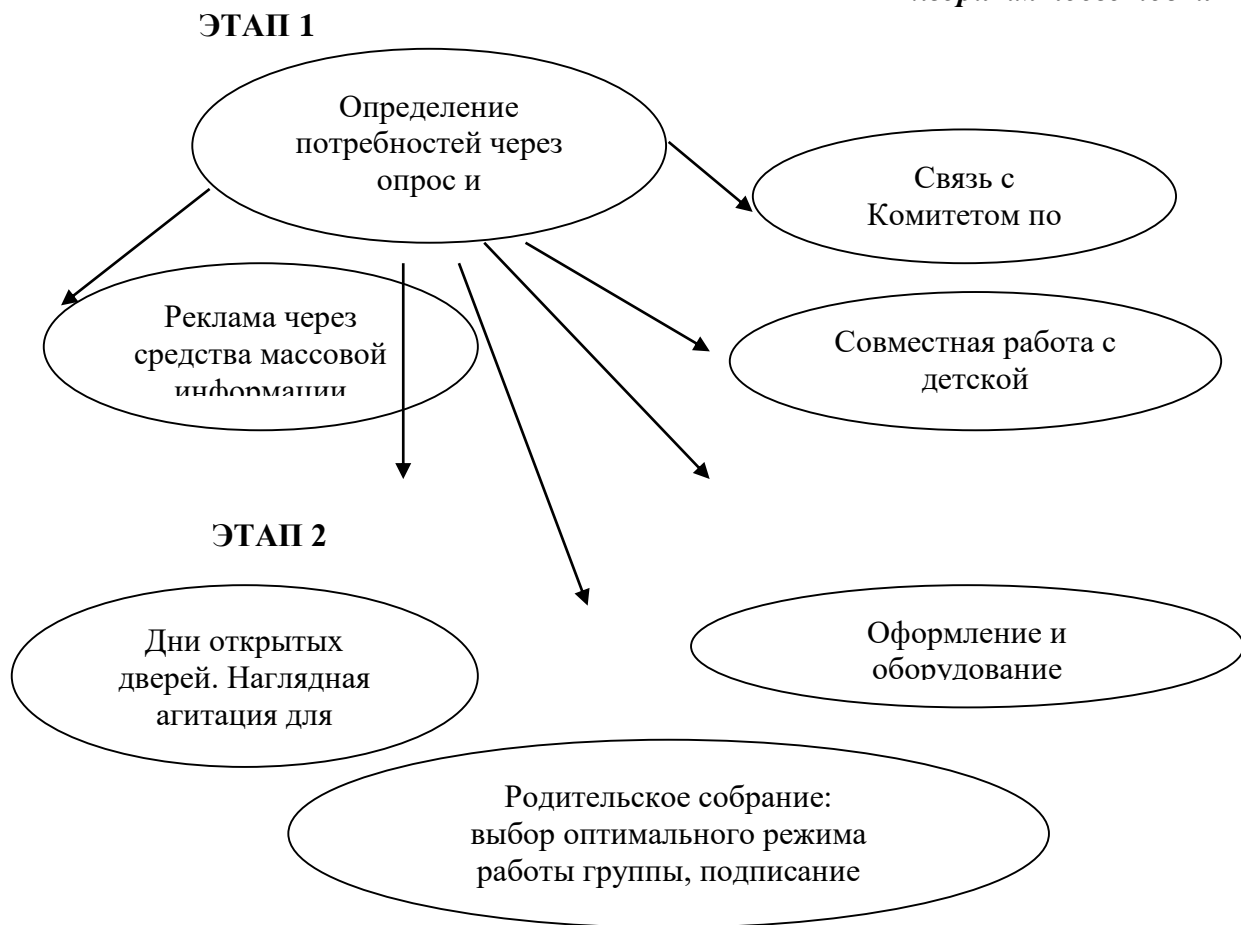 ЭТАП 1
Определение
потребностей через
опрос и
Связь с
Комитетом по
Реклама через
средства массовой
информации
Совместная работа с
детской
ЭТАП 2
Дни открытых
дверей. Наглядная
агитация для
Оформление и
оборудование
Родительское собрание:
выбор оптимального режима
работы группы, подписание